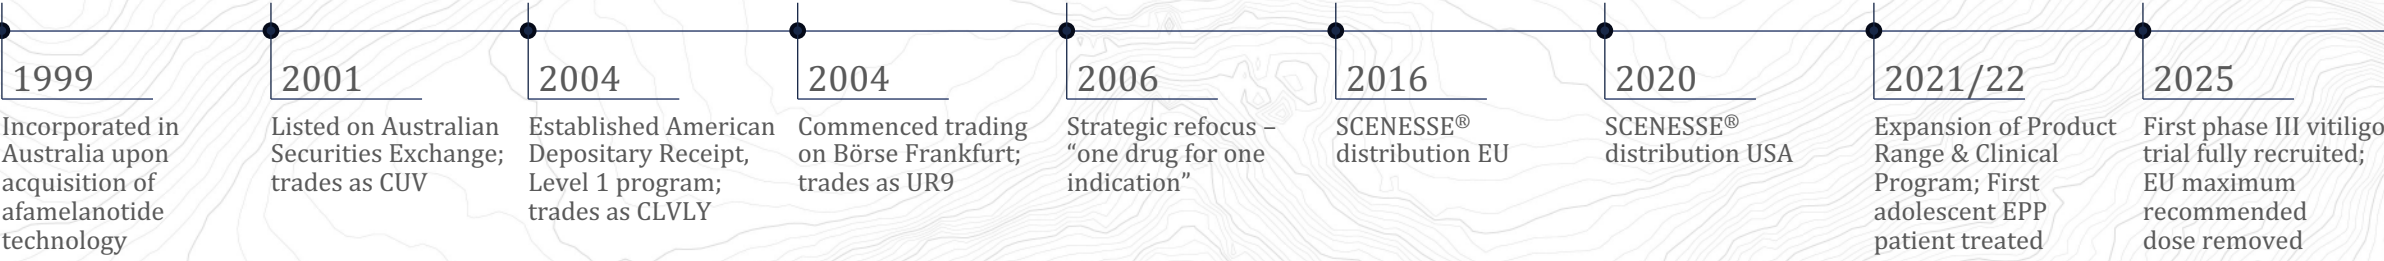 1999
Incorporated in
Australia upon
acquisition of
afamelanotide
technology
2001
Listed on Australian
Securities Exchange;
trades as CUV
2004
Established American
Depositary Receipt,
Level 1 program;
trades as CLVLY
2004
Commenced trading
on Börse Frankfurt;
trades as UR9
2006
Strategic refocus –
“one drug for one
indication”
2016
SCENESSE®
distribution EU
2020
SCENESSE®
distribution USA
2021/22
Expansion of Product
Range & Clinical
Program; First
adolescent EPP
patient treated
2025
First phase III vitiligo
trial fully recruited;
EU maximum
recommended
dose removed